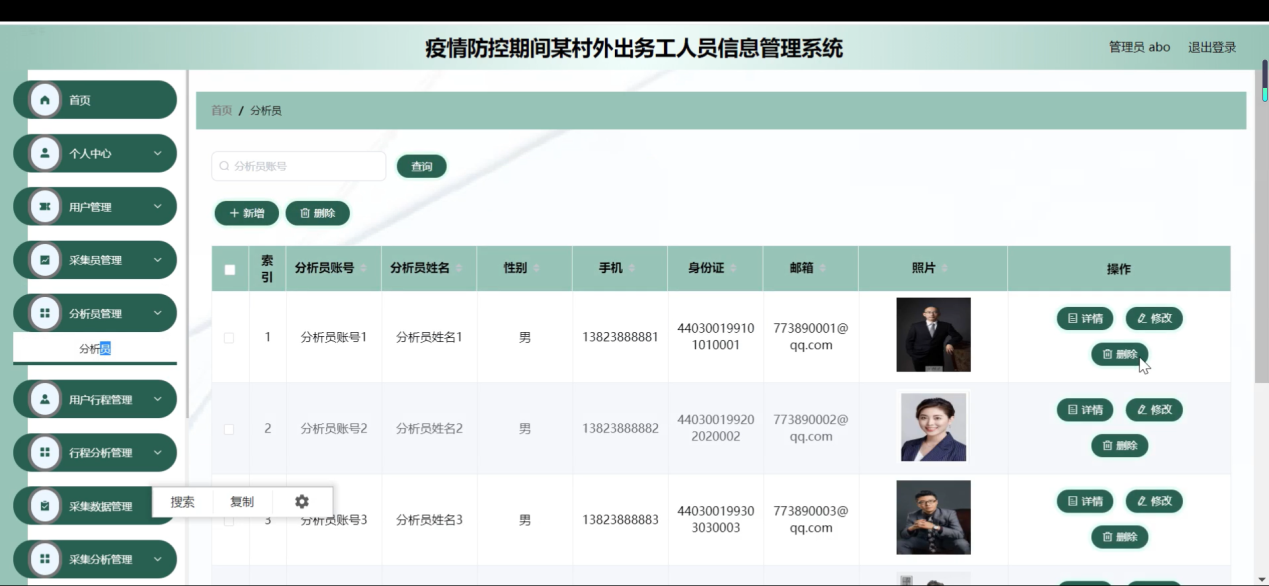 疫情防控期间某村外出务工人员信息管理系统
管理员 abo 退出登录
首页
个人中心
用户管理
采集员管理
分析员管理
分析员
用户行程管理
行程分析管理
采集数据管理
采集分析管理
搜索 复制
首页 / 分析员
分析员账号 查询
+ 新增 删除
索引 分析员账号 分析员姓名 性别 手机 身份证 邮箱 照片 操作
1 分析员账号1 分析员姓名1 男 13823888881 44030019910 773890001@
1010001 qq.com
详情 修改
删除
2 分析员账号2 分析员姓名2 男 13823888882 44030019920 773890002@
2020002 qq.com
详情 修改
删除
3 分析员账号3 分析员姓名3 男 13823888883 44030019930 773890003@
3030003 qq.com
详情 修改
删除